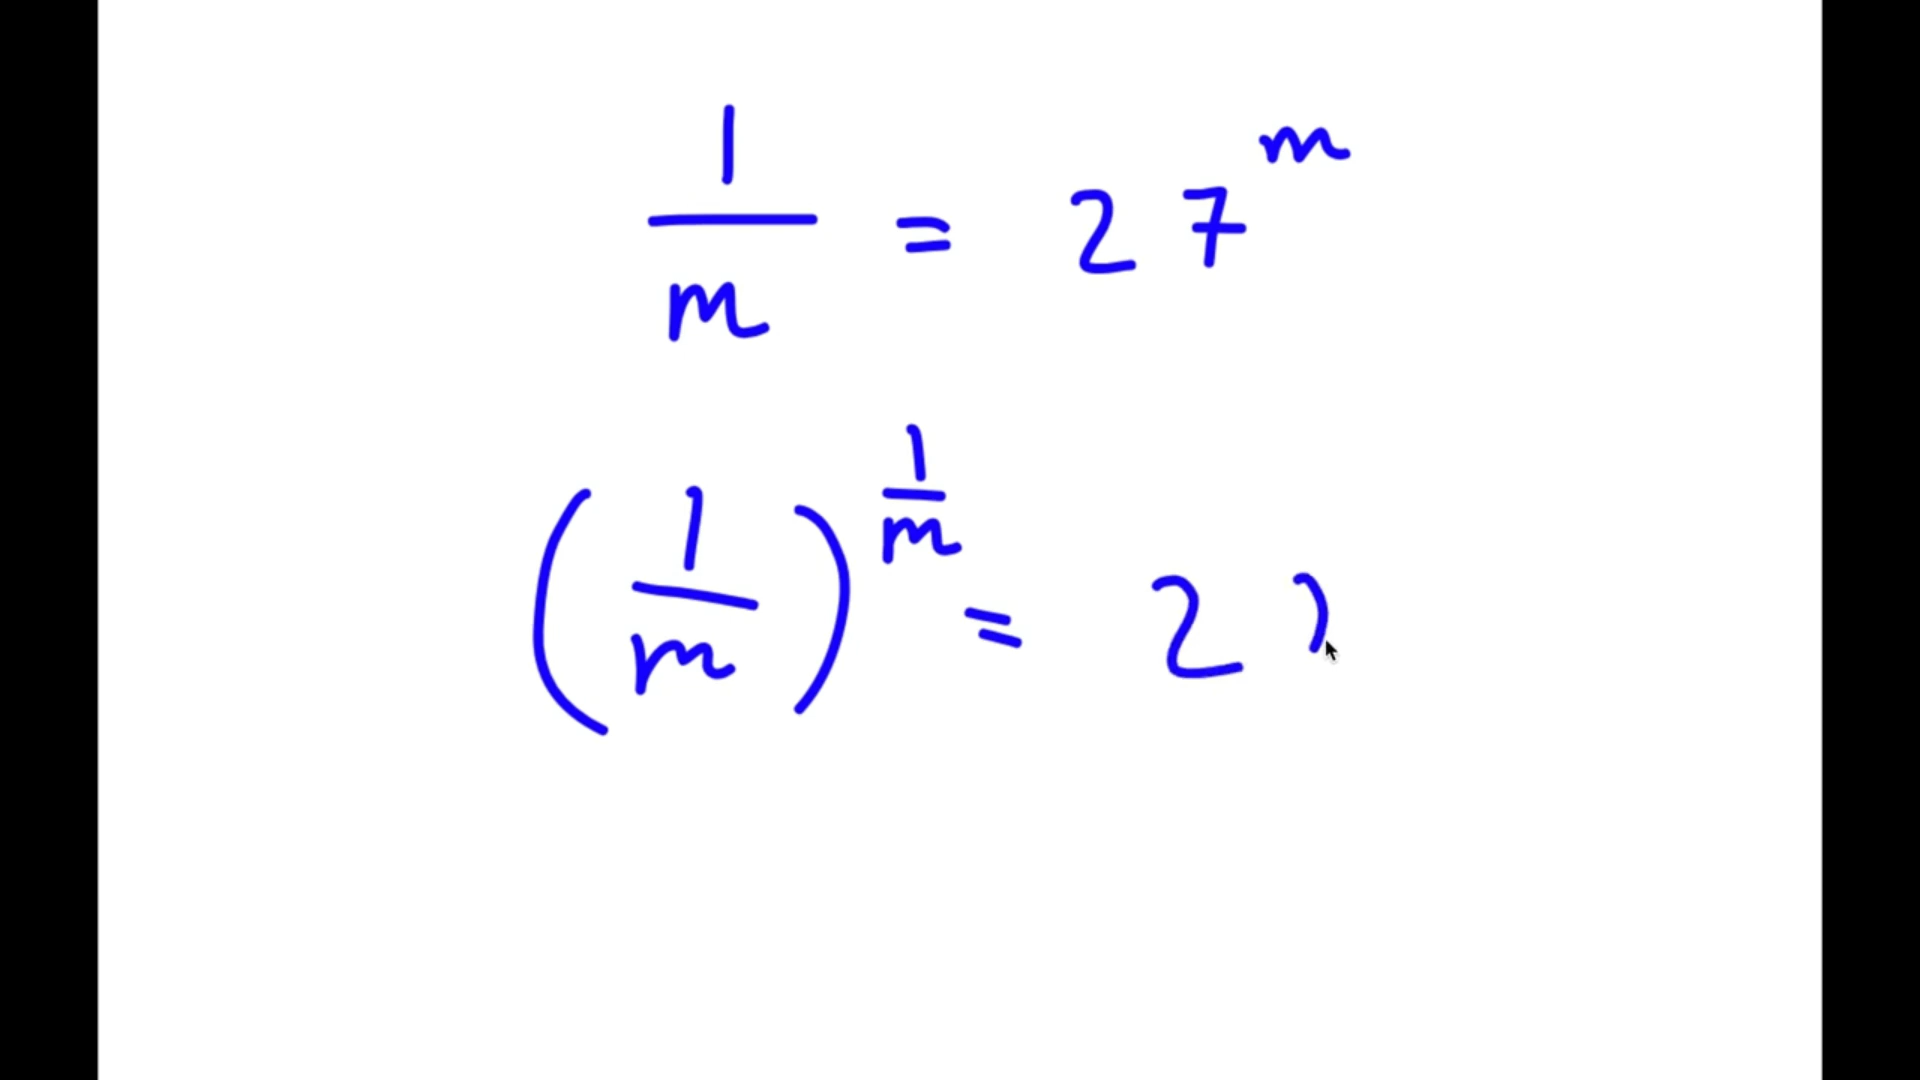 1/m = 27^m
(1/m)^(1/m) = 2